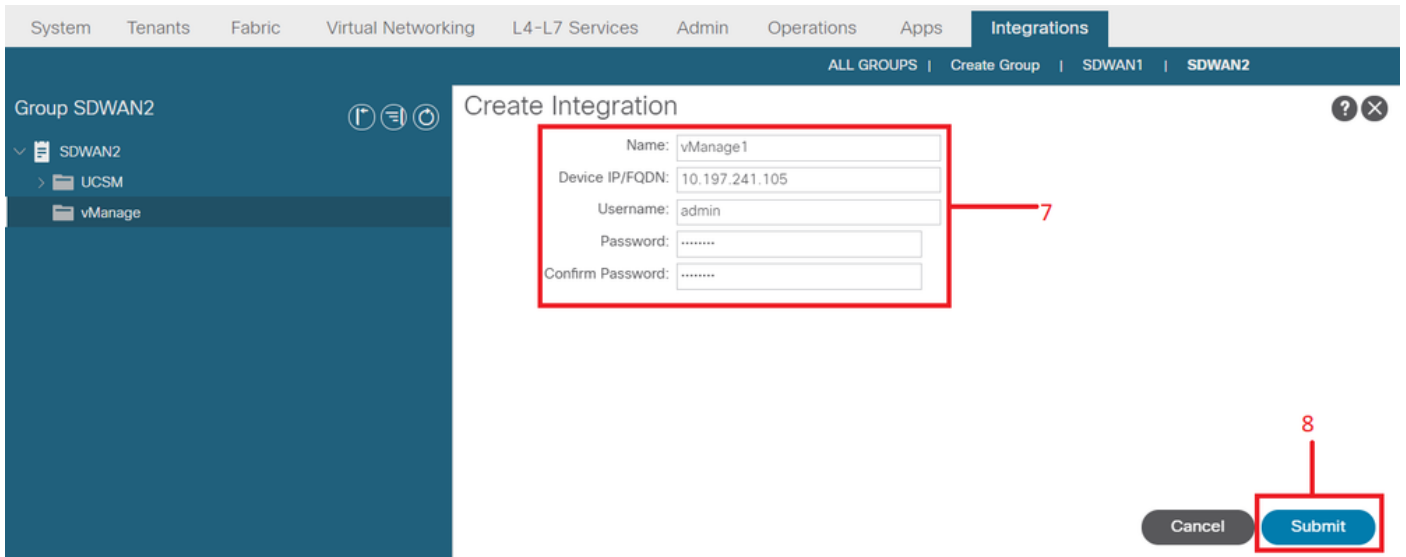 System Tenants Fabric Virtual Networking L4-L7 Services Admin Operations Apps Integrations
ALL GROUPS | Create Group | SDWAN1 | SDWAN2
Group SDWAN2
Create Integration
SDWAN2
UCSM
vManage
Name: vManage1
Device IP/FQDN: 10.197.241.105
Username: admin
Password: ········
Confirm Password: ········
7
8
Cancel Submit